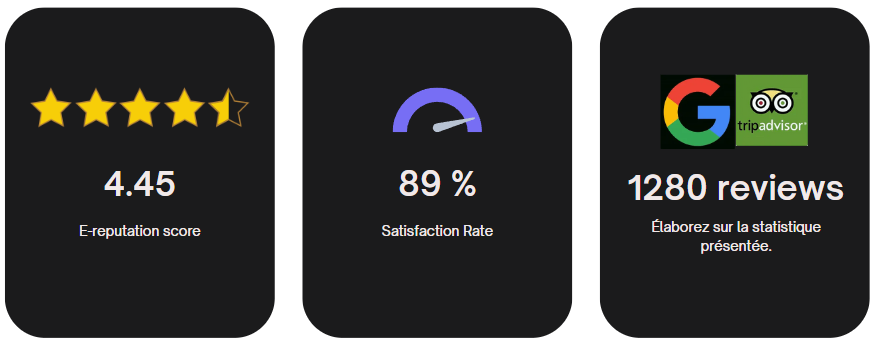 4.45
E-reputation score
89 %
Satisfaction Rate
tripadvisor
1280 reviews
Élaborez sur la statistique
présentée.